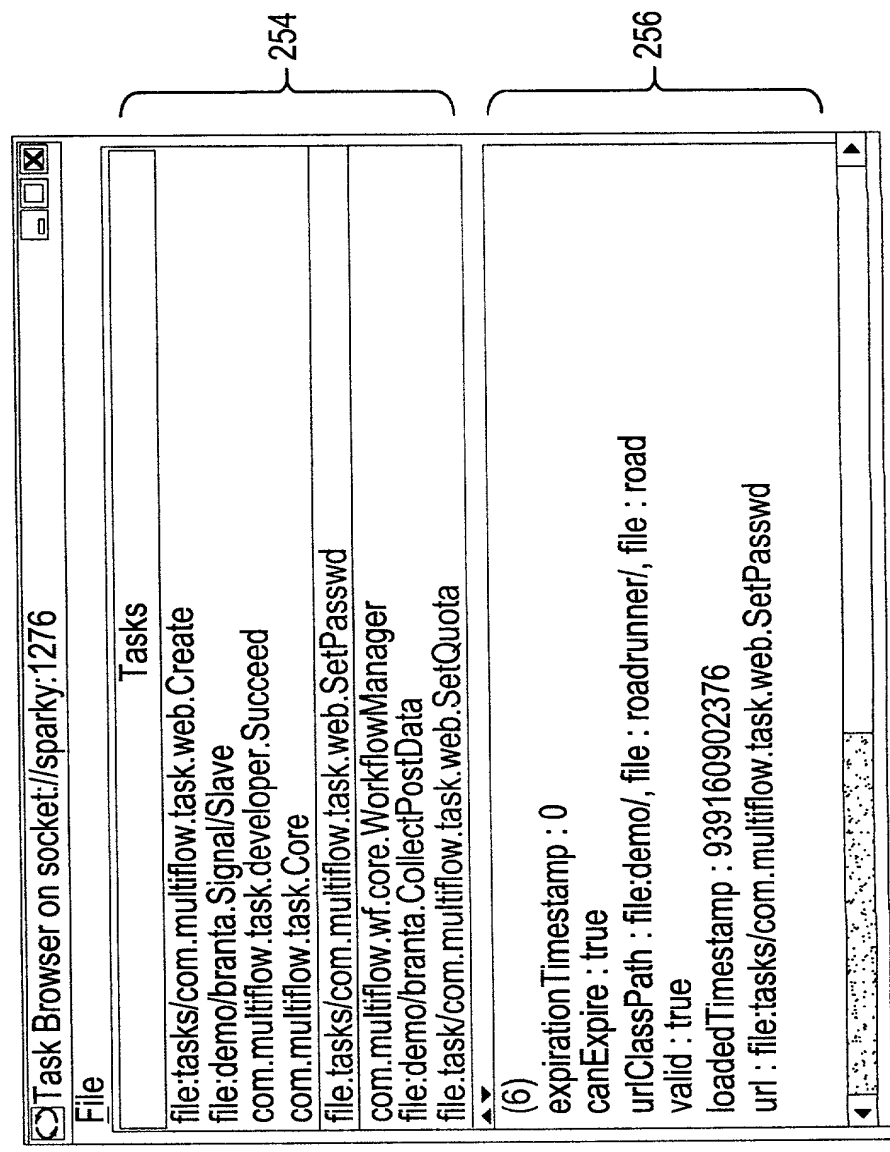 Task Browser on socket://sparky:1276
File
Tasks
file:tasks/com.multiflow.task.web.Create
file:demo/branta.Signal/Slave
com.multiflow.task.developer.Succeed
com.multiflow.task.Core
file.tasks/com.multiflow.task.web.SetPasswd
com.multiflow.wf.core.WorkflowManager
file:demo/branta.CollectPostData
file.task/com.multiflow.task.web.SetQuota
254
(6)
expirationTimestamp : 0
canExpire : true
urlClassPath : file:demo/, file : roadrunner/, file : road
valid : true
loadedTimestamp : 939160902376
url : file:tasks/com.multiflow.task.web.SetPasswd
256